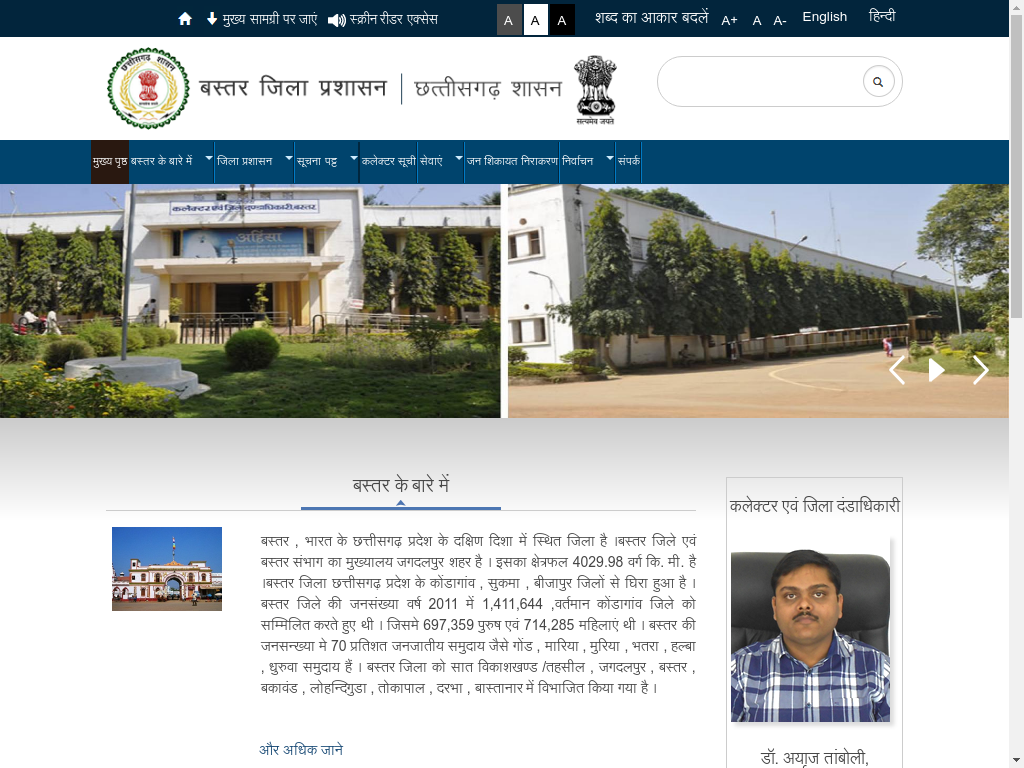 मुख्य सामग्री पर जाएं स्क्रीन रीडर एक्सेस A A A शब्द का आकार बदलें A+ A A- English हिन्दी
बस्तर जिला प्रशासन | छत्तीसगढ़ शासन
सत्यमेव जयते
छत्तीसगढ़ शासन
मुख्य पृष्ठ बस्तर के बारे में जिला प्रशासन सूचना पट्ट कलेक्टर सूची सेवाएं जन शिकायत निराकरण निर्वाचन संपर्क
कलेक्टर एवं जिला दण्डाधिकारी, बस्तर
अहिंसा
बस्तर के बारे में
बस्तर , भारत के छत्तीसगढ़ प्रदेश के दक्षिण दिशा में स्थित जिला है ।बस्तर जिले एवं
बस्तर संभाग का मुख्यालय जगदलपुर शहर है । इसका क्षेत्रफल 4029.98 वर्ग कि. मी. है
।बस्तर जिला छत्तीसगढ़ प्रदेश के कोंडागांव , सुकमा , बीजापुर जिलों से घिरा हुआ है ।
बस्तर जिले की जनसंख्या वर्ष 2011 में 1,411,644 ,वर्तमान कोंडागांव जिले को
सम्मिलित करते हुए थी । जिसमे 697,359 पुरुष एवं 714,285 महिलाएं थी । बस्तर की
जनसन्ख्या मे 70 प्रतिशत जनजातीय समुदाय जैसे गोंड , मारिया , मुरिया , भतरा , हल्बा
, धुरुवा समुदाय हैं । बस्तर जिला को सात विकाशखण्ड /तहसील , जगदलपुर , बस्तर ,
बकावंड , लोहन्दिगुडा , तोकापाल , दरभा , बास्तानार में विभाजित किया गया है ।
और अधिक जाने
कलेक्टर एवं जिला दंडाधिकारी
डॉ. अयाज तांबोली,